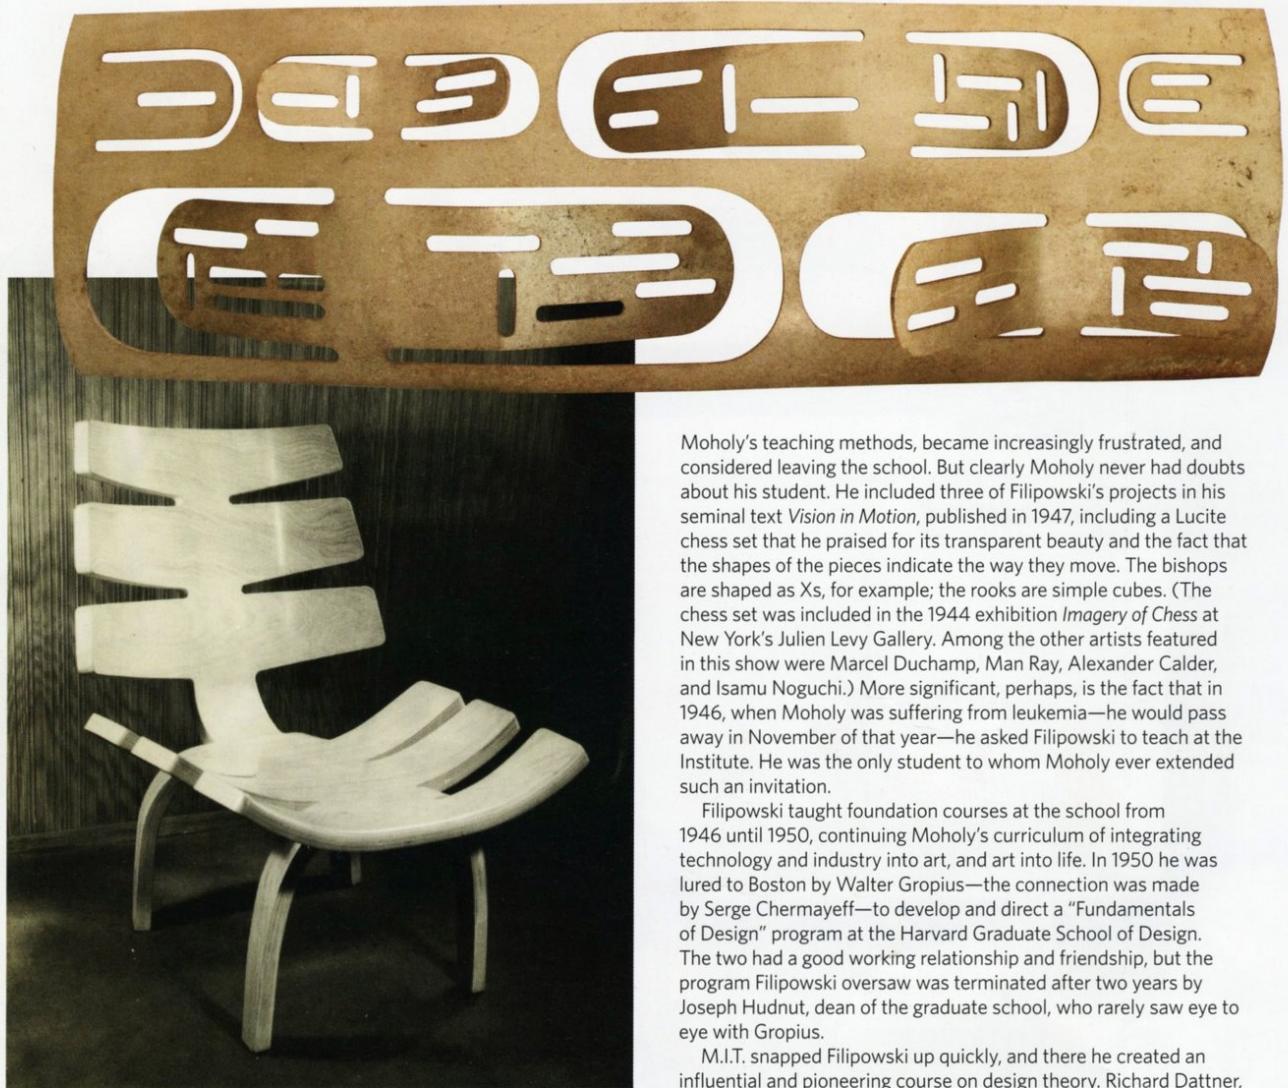 Moholy’s teaching methods, became increasingly frustrated, and
considered leaving the school. But clearly Moholy never had doubts
about his student. He included three of Filipowski’s projects in his
seminal text Vision in Motion, published in 1947, including a Lucite
chess set that he praised for its transparent beauty and the fact that
the shapes of the pieces indicate the way they move. The bishops
are shaped as Xs, for example; the rooks are simple cubes. (The
chess set was included in the 1944 exhibition Imagery of Chess at
New York’s Julien Levy Gallery. Among the other artists featured
in this show were Marcel Duchamp, Man Ray, Alexander Calder,
and Isamu Noguchi.) More significant, perhaps, is the fact that in
1946, when Moholy was suffering from leukemia—he would pass
away in November of that year—he asked Filipowski to teach at the
Institute. He was the only student to whom Moholy ever extended
such an invitation.
Filipowski taught foundation courses at the school from
1946 until 1950, continuing Moholy’s curriculum of integrating
technology and industry into art, and art into life. In 1950 he was
lured to Boston by Walter Gropius—the connection was made
by Serge Chermayeff—to develop and direct a “Fundamentals
of Design” program at the Harvard Graduate School of Design.
The two had a good working relationship and friendship, but the
program Filipowski oversaw was terminated after two years by
Joseph Hudnut, dean of the graduate school, who rarely saw eye to
eye with Gropius.
M.I.T. snapped Filipowski up quickly, and there he created an
influential and pioneering course on design theory. Richard Dattner,